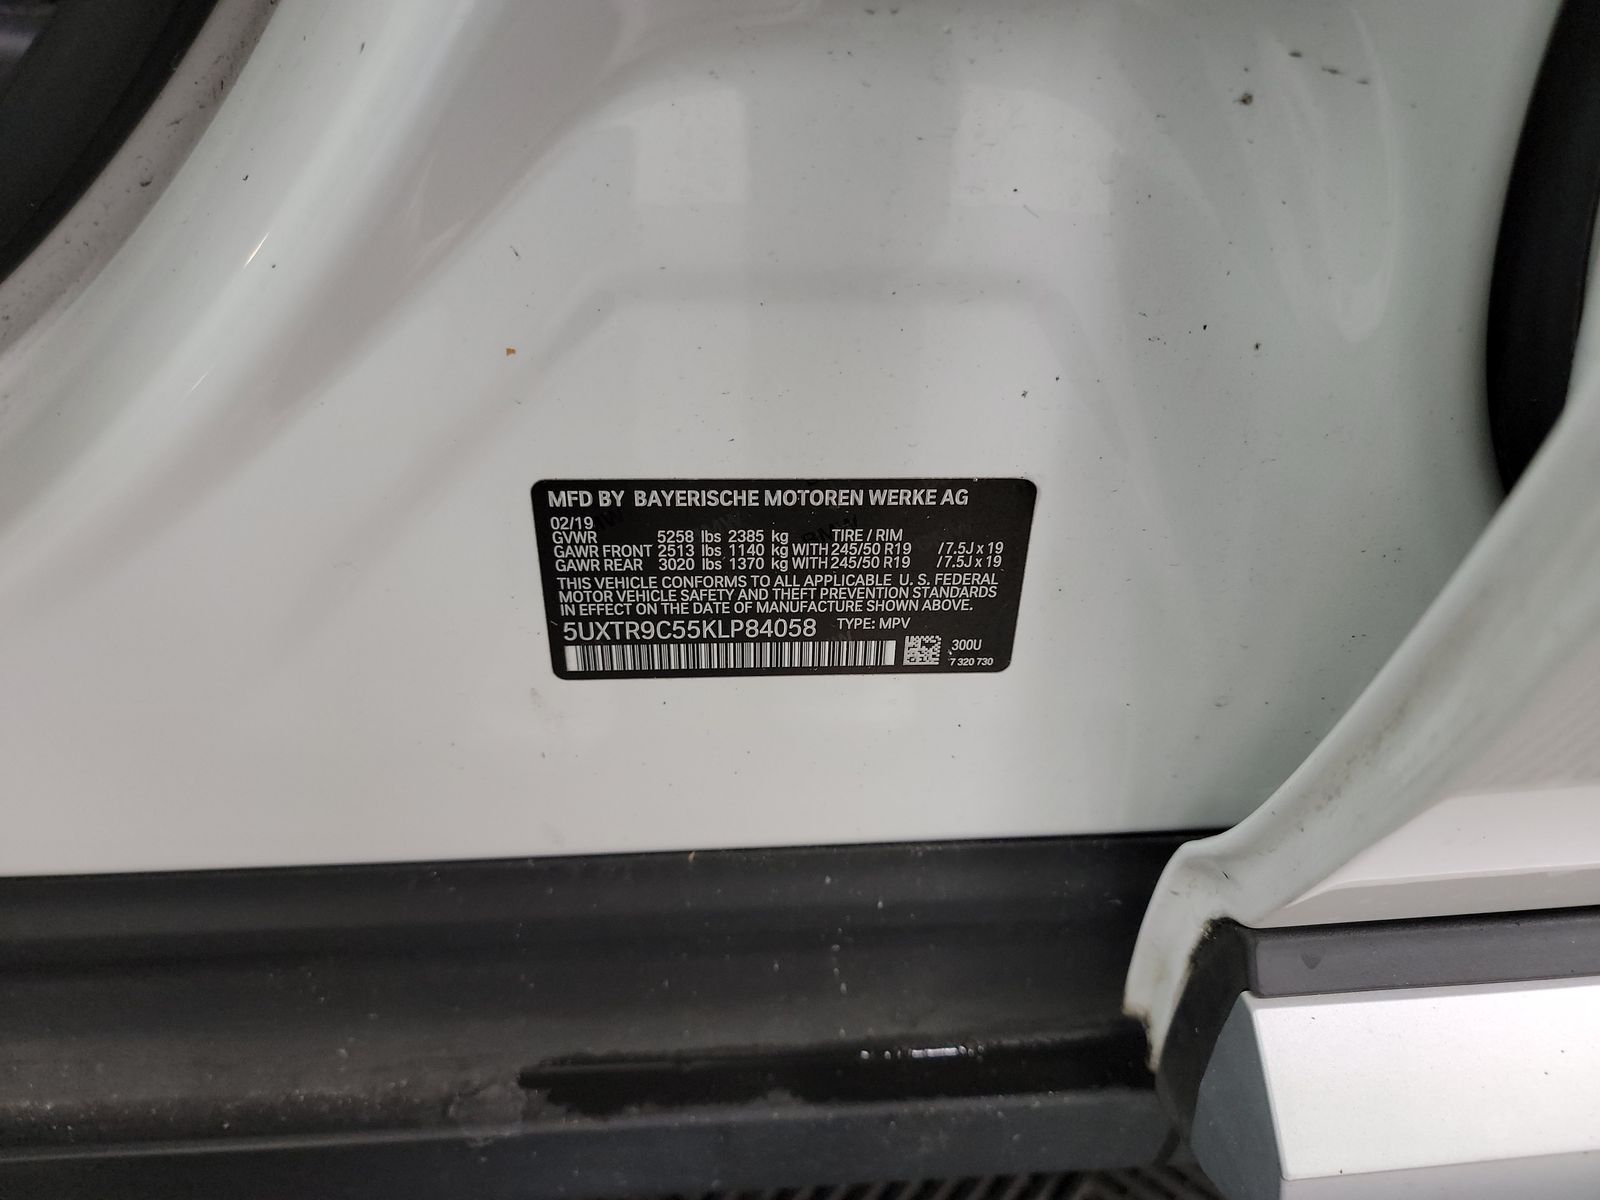 MFD BY BAYERISCHE MOTOREN WERKE AG
02/19
GVWR 5258 lbs 2385 kg TIRE / RIM
GAWR FRONT 2513 lbs 1140 kg WITH 245/50 R19 / 7.5J x 19
GAWR REAR 3020 lbs 1370 kg WITH 245/50 R19 / 7.5J x 19
THIS VEHICLE CONFORMS TO ALL APPLICABLE U. S. FEDERAL
MOTOR VEHICLE SAFETY AND THEFT PREVENTION STANDARDS
IN EFFECT ON THE DATE OF MANUFACTURE SHOWN ABOVE.
5UXTR9C55KLP84058 TYPE: MPV
300U
7 320 730